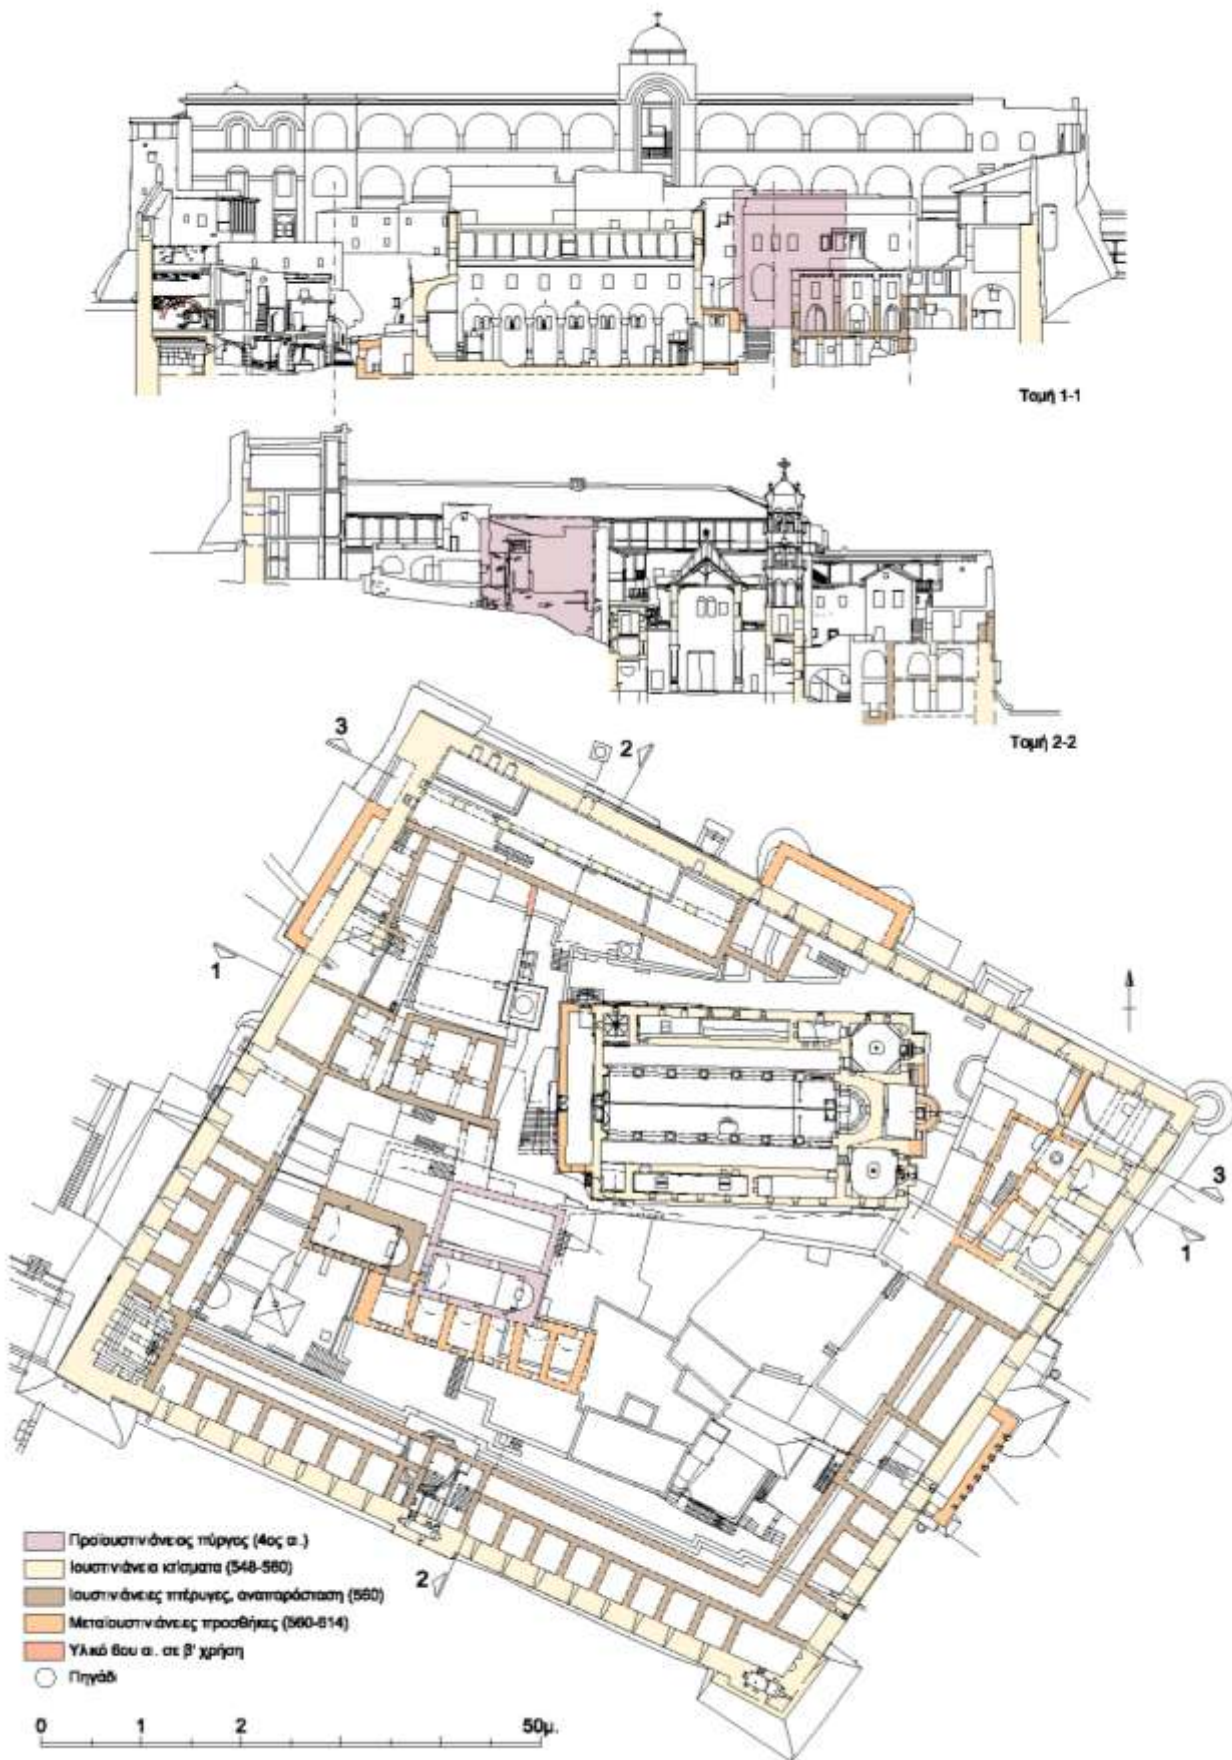 Τομή 1-1
Τομή 2-2
3
2
1
3
1
2
Προϊουστινιάνειος πύργος (4ος αι.)
Ιουστινιάνεια κτίσματα (548-560)
Ιουστινιάνειες πτέρυγες, αναπαράσταση (560)
Μεταϊουστινιάνειες προσθήκες (560-614)
Υλικό 6ου αι. σε β' χρήση
Πηγάδι
0 1 2 50μ.